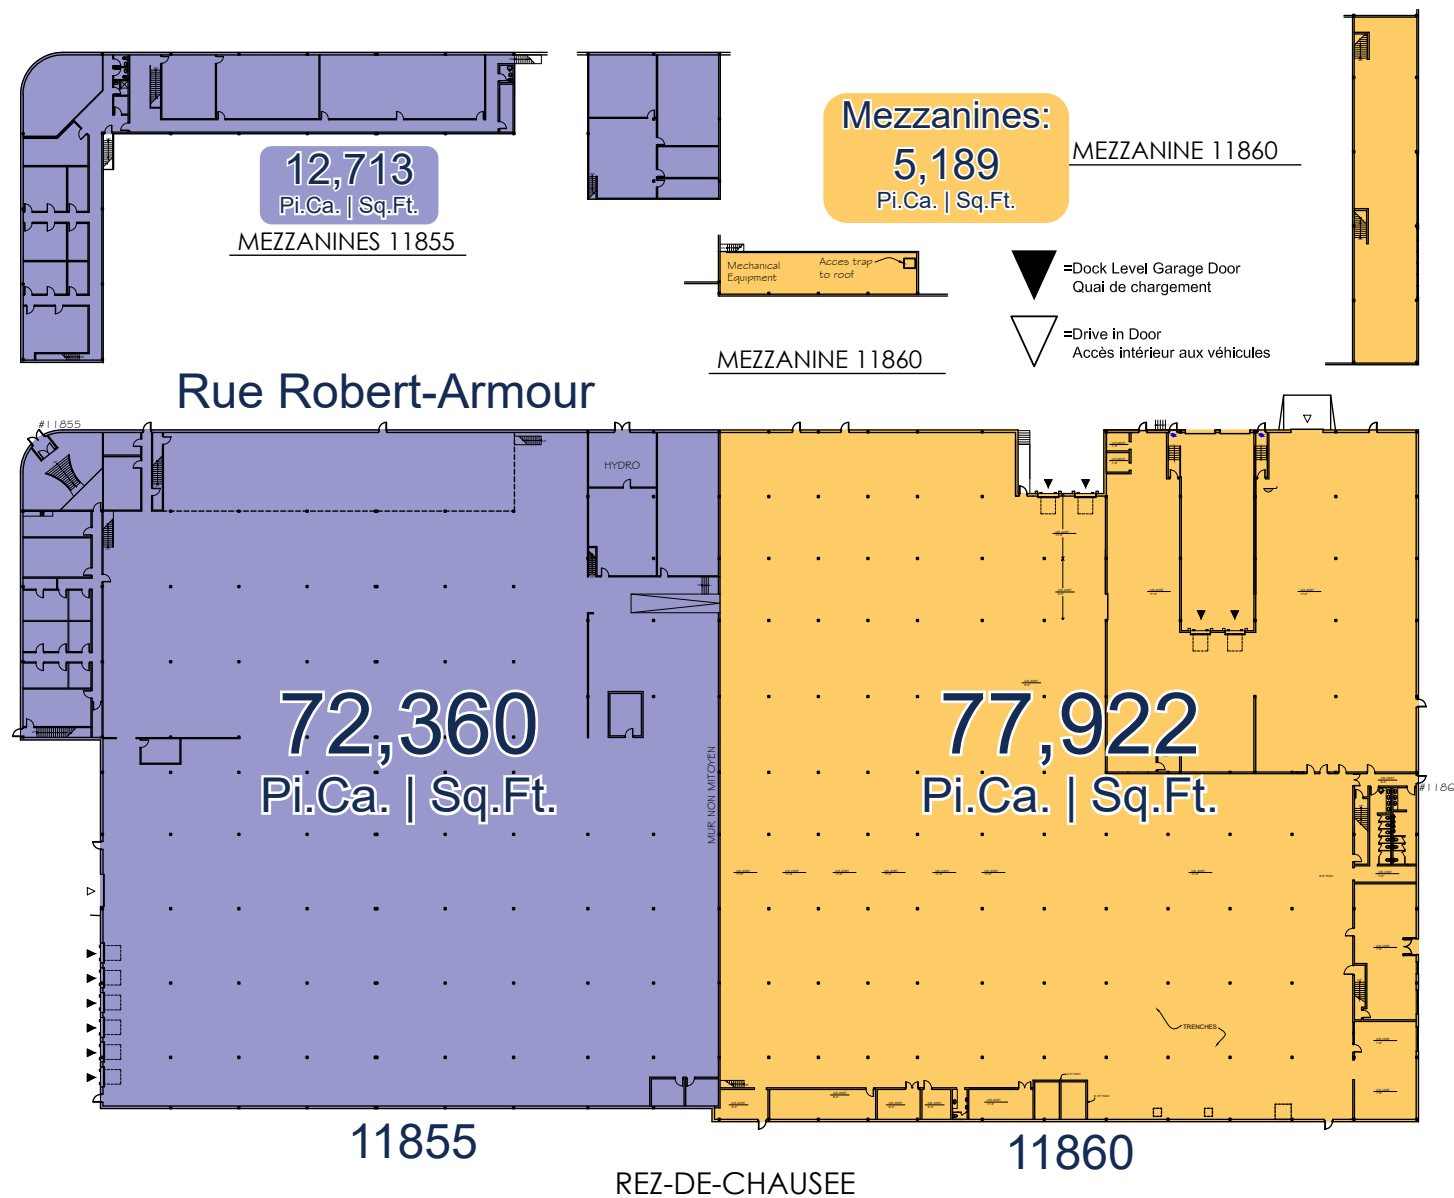 Mezzanines:
5,189
Pi.Ca. | Sq.Ft.
MEZZANINE 11860
12,713
Pi.Ca. | Sq.Ft.
MEZZANINES 11855
Mechanical
Equipment
Acces trap
to roof
=Dock Level Garage Door
Quai de chargement
=Drive in Door
Accès intérieur aux véhicules
MEZZANINE 11860
Rue Robert-Armour
#11855
HYDRO
72,360
Pi.Ca. | Sq.Ft.
MUR NON MITOYEN
77,922
Pi.Ca. | Sq.Ft.
#1186
TRENCHES
11855
11860
REZ-DE-CHAUSEE